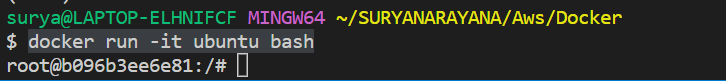 surya@LAPTOP-ELHNIFCF MINGW64 ~/SURYANARAYANA/Aws/Docker
$ docker run -it ubuntu bash
root@b096b3ee6e81:/#